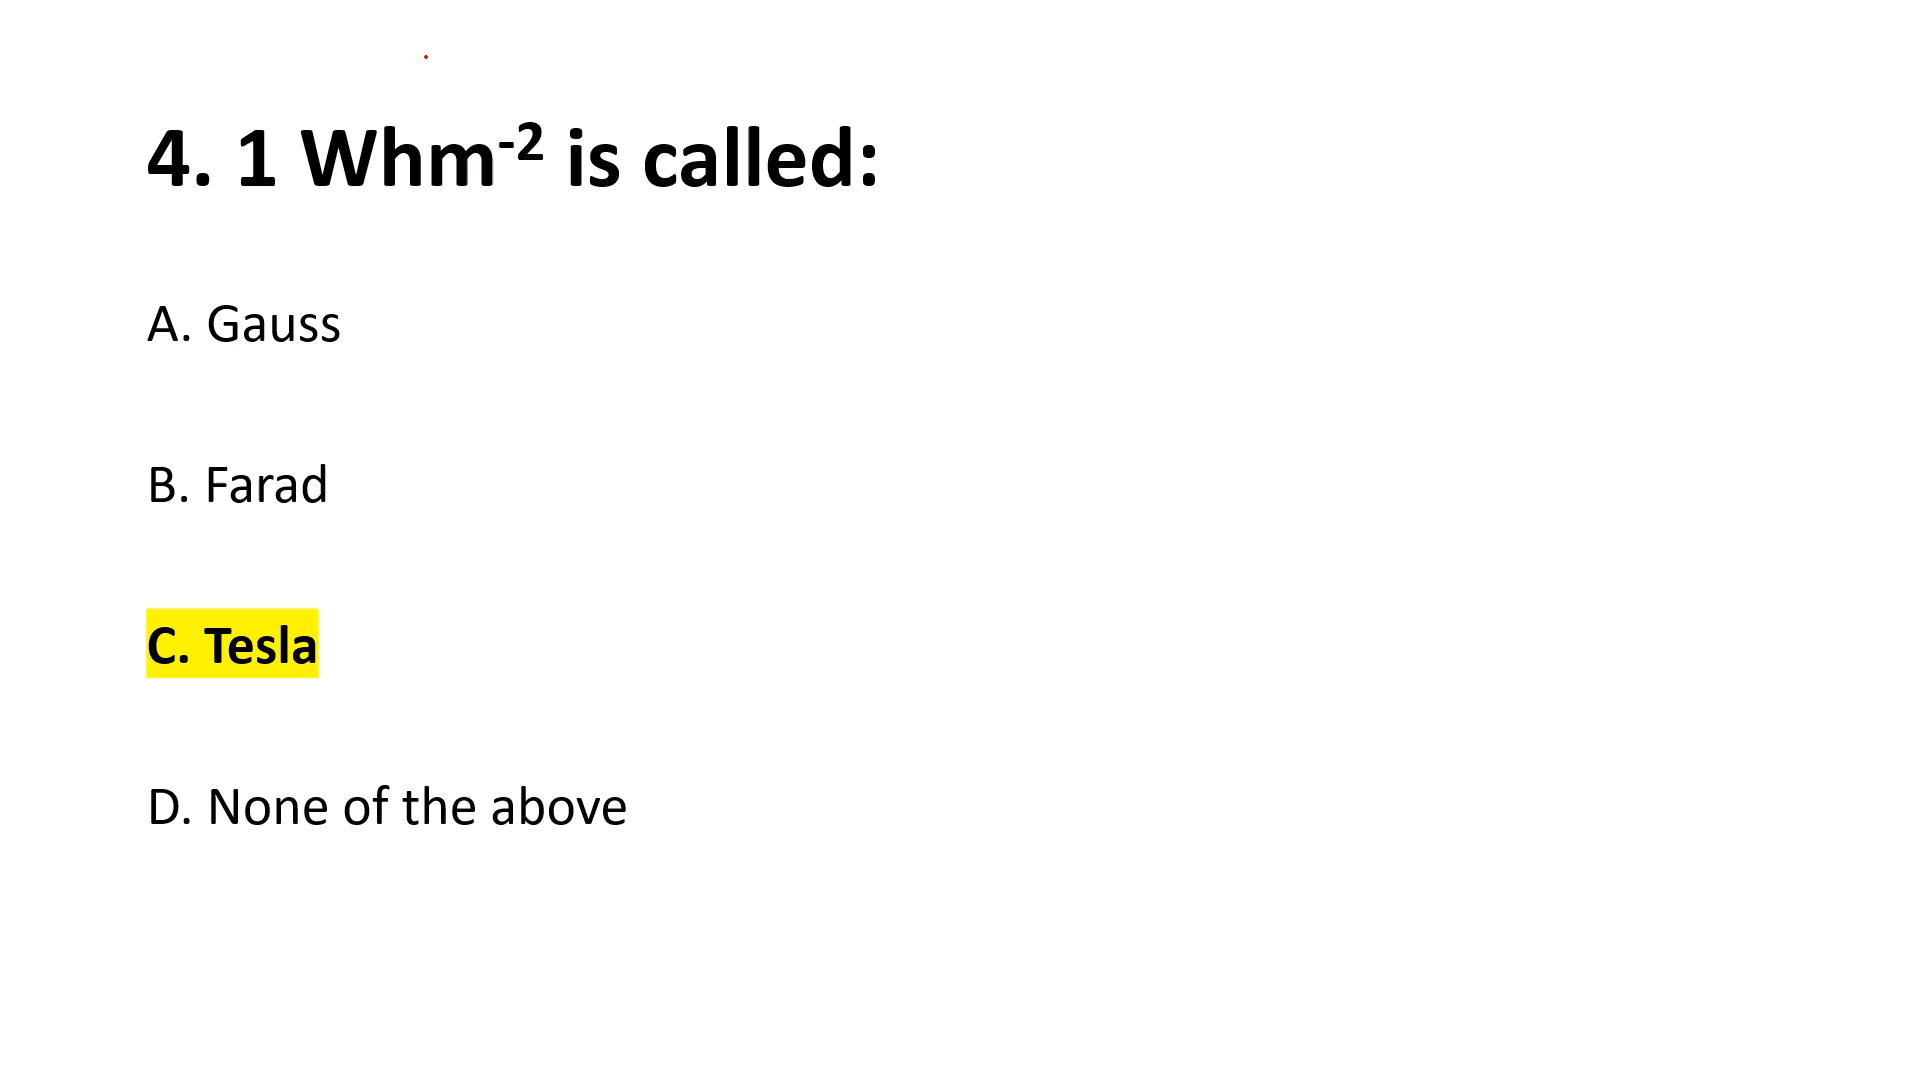 4. 1 Whm⁻² is called:
A. Gauss
B. Farad
C. Tesla
D. None of the above